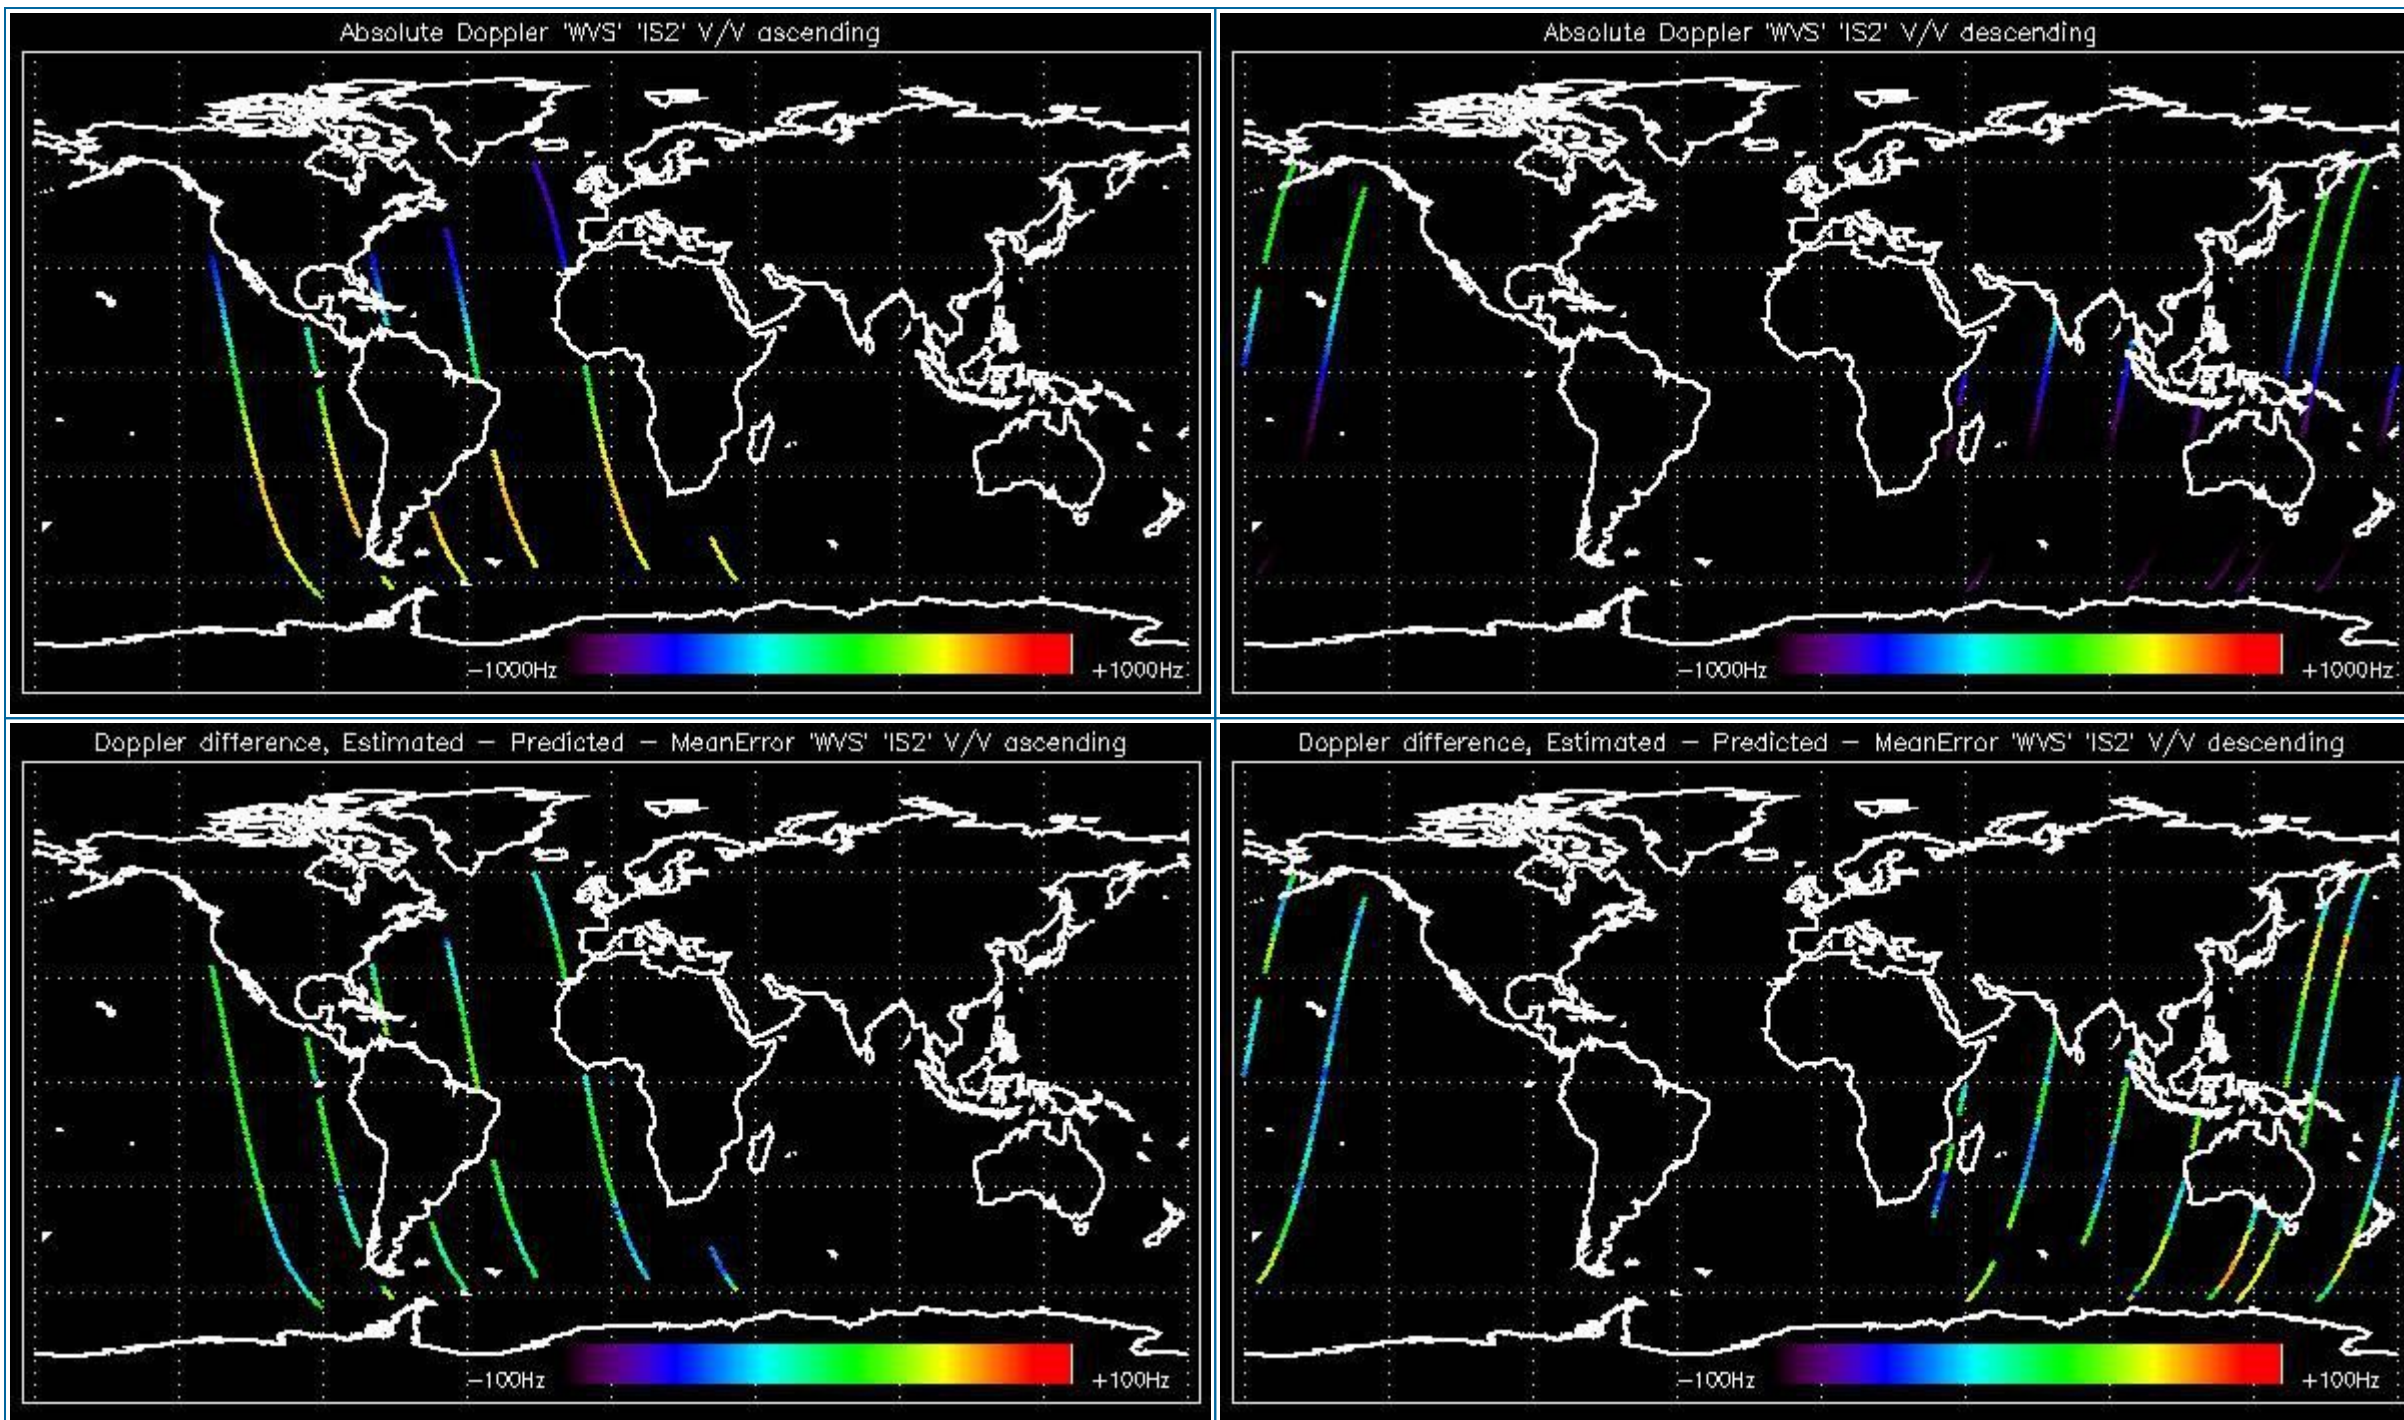 Absolute Doppler 'WVS' 'IS2' V/V ascending
-1000Hz
+1000Hz
Absolute Doppler 'WVS' 'IS2' V/V descending
-1000Hz
+1000Hz
Doppler difference, Estimated - Predicted - MeanError 'WVS' 'IS2' V/V ascending
-100Hz
+100Hz
Doppler difference, Estimated - Predicted - MeanError 'WVS' 'IS2' V/V descending
-100Hz
+100Hz